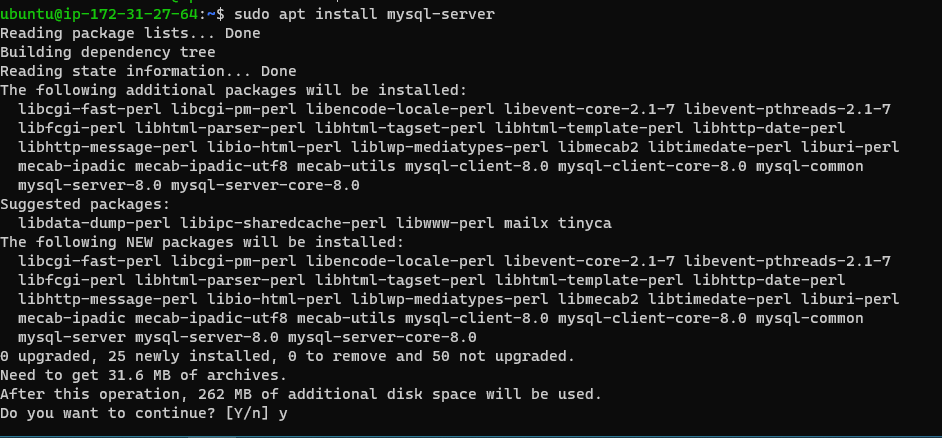 ubuntu@ip-172-31-27-64:~$ sudo apt install mysql-server
Reading package lists... Done
Building dependency tree
Reading state information... Done
The following additional packages will be installed:
  libcgi-fast-perl libcgi-pm-perl libencode-locale-perl libevent-core-2.1-7 libevent-pthreads-2.1-7
  libfcgi-perl libhtml-parser-perl libhtml-tagset-perl libhtml-template-perl libhttp-date-perl
  libhttp-message-perl libio-html-perl liblwp-mediatypes-perl libmecab2 libtimedate-perl liburi-perl
  mecab-ipadic mecab-ipadic-utf8 mecab-utils mysql-client-8.0 mysql-client-core-8.0 mysql-common
  mysql-server-8.0 mysql-server-core-8.0
Suggested packages:
  libdata-dump-perl libipc-sharedcache-perl libwww-perl mailx tinyca
The following NEW packages will be installed:
  libcgi-fast-perl libcgi-pm-perl libencode-locale-perl libevent-core-2.1-7 libevent-pthreads-2.1-7
  libfcgi-perl libhtml-parser-perl libhtml-tagset-perl libhtml-template-perl libhttp-date-perl
  libhttp-message-perl libio-html-perl liblwp-mediatypes-perl libmecab2 libtimedate-perl liburi-perl
  mecab-ipadic mecab-ipadic-utf8 mecab-utils mysql-client-8.0 mysql-client-core-8.0 mysql-common
  mysql-server mysql-server-8.0 mysql-server-core-8.0
0 upgraded, 25 newly installed, 0 to remove and 50 not upgraded.
Need to get 31.6 MB of archives.
After this operation, 262 MB of additional disk space will be used.
Do you want to continue? [Y/n] y